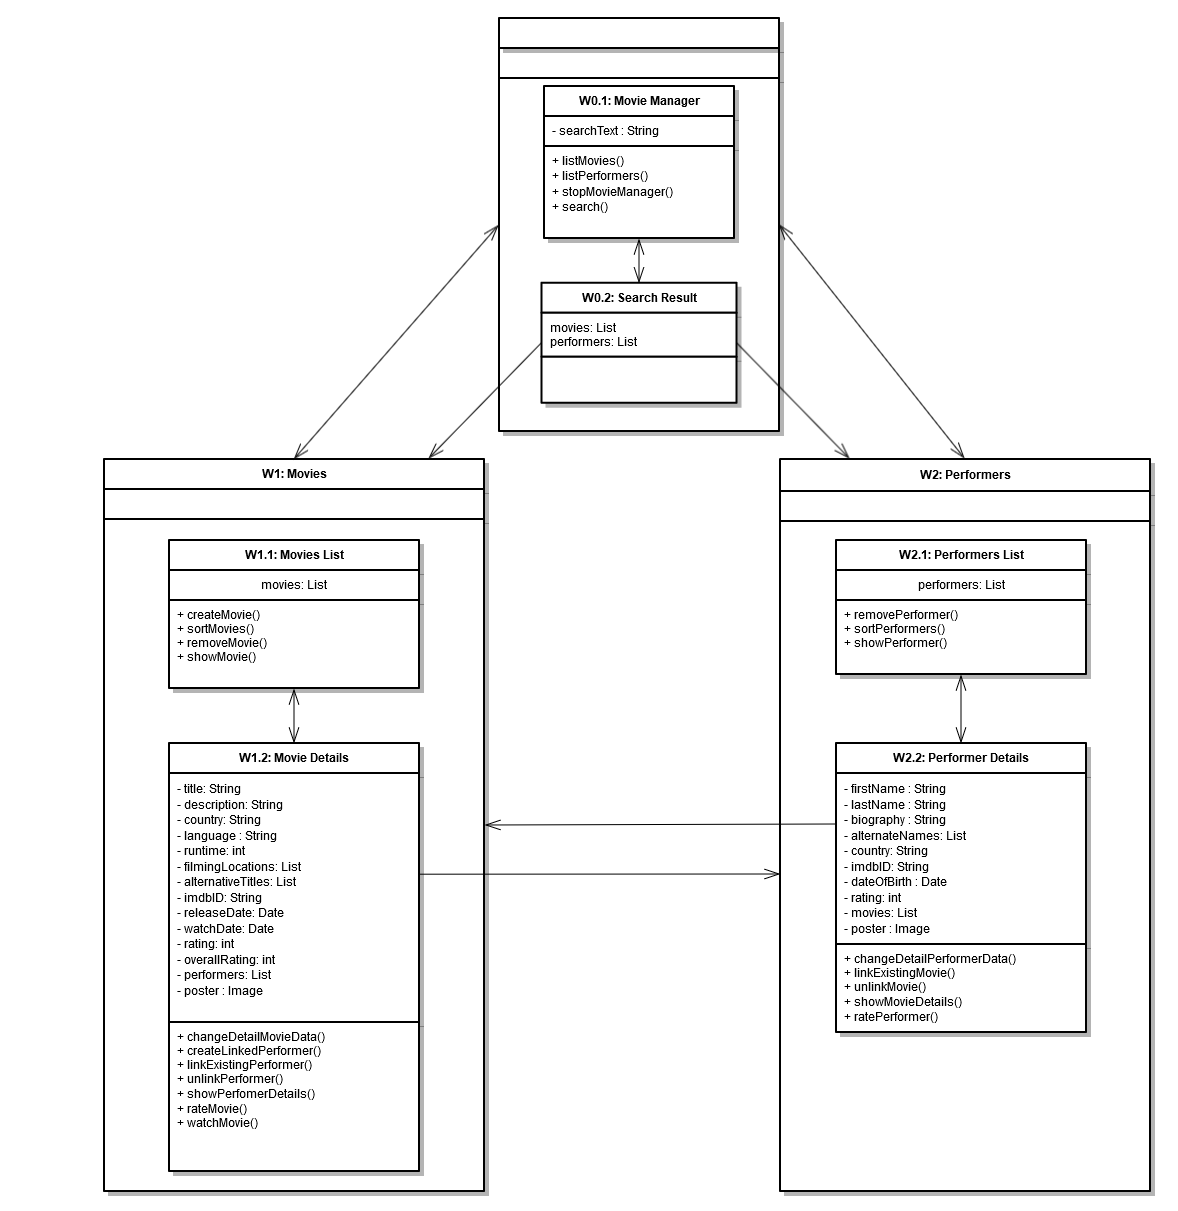 W0.1: Movie Manager
- searchText : String
+ listMovies()
+ listPerformers()
+ stopMovieManager()
+ search()
W0.2: Search Result
movies: List
performers: List
W1: Movies
W1.1: Movies List
movies: List
+ createMovie()
+ sortMovies()
+ removeMovie()
+ showMovie()
W1.2: Movie Details
- title: String
- description: String
- country: String
- language : String
- runtime: int
- filmingLocations: List
- alternativeTitles: List
- imdbID: String
- releaseDate: Date
- watchDate: Date
- rating: int
- overallRating: int
- performers: List
- poster : Image
+ changeDetailMovieData()
+ createLinkedPerformer()
+ linkExistingPerformer()
+ unlinkPerformer()
+ showPerfomerDetails()
+ rateMovie()
+ watchMovie()
W2: Performers
W2.1: Performers List
performers: List
+ removePerformer()
+ sortPerformers()
+ showPerformer()
W2.2: Performer Details
- firstName : String
- lastName : String
- biography : String
- alternateNames: List
- country: String
- imdbID: String
- dateOfBirth : Date
- rating: int
- movies: List
- poster : Image
+ changeDetailPerformerData()
+ linkExistingMovie()
+ unlinkMovie()
+ showMovieDetails()
+ ratePerformer()